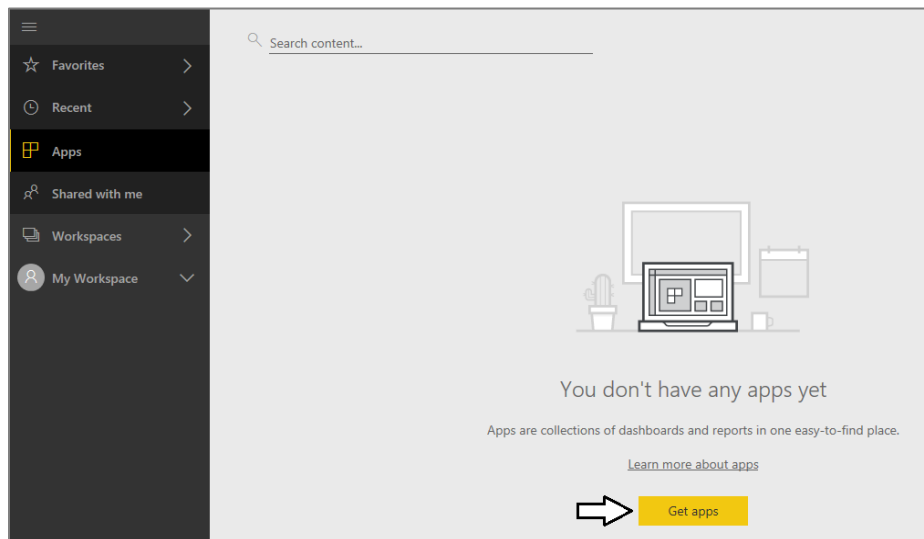 Search content...
Favorites
Recent
Apps
Shared with me
Workspaces
My Workspace
You don't have any apps yet
Apps are collections of dashboards and reports in one easy-to-find place.
Learn more about apps
Get apps